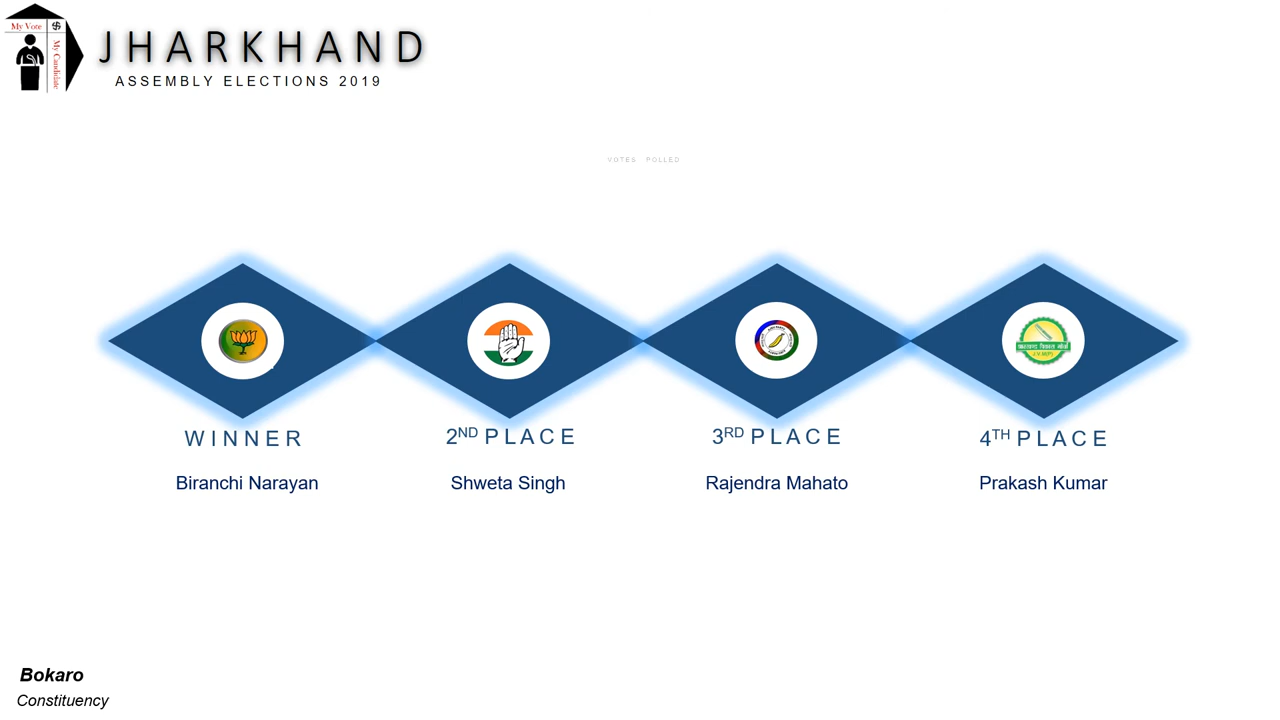 My Vote
My Candidate
JHARKHAND
ASSEMBLY ELECTIONS 2019
VOTES POLLED
WINNER
2ND PLACE
3RD PLACE
4TH PLACE
Biranchi Narayan
Shweta Singh
Rajendra Mahato
Prakash Kumar
Bokaro
Constituency